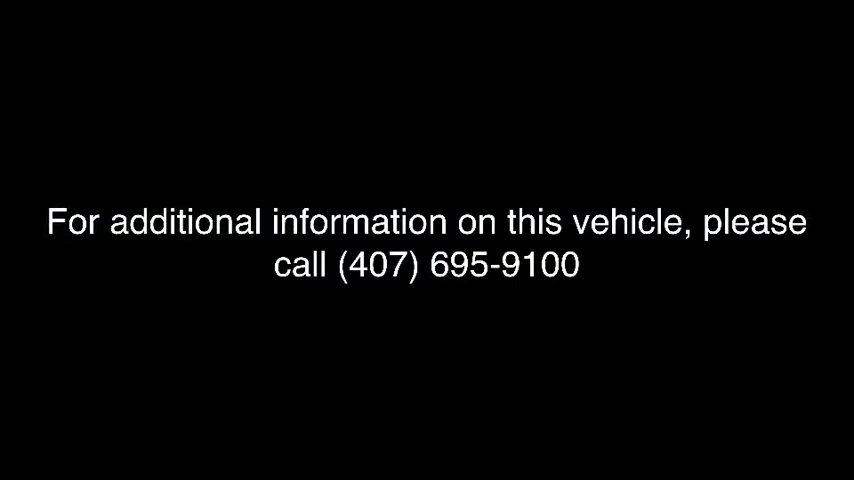 For additional information on this vehicle, please
call (407) 695-9100